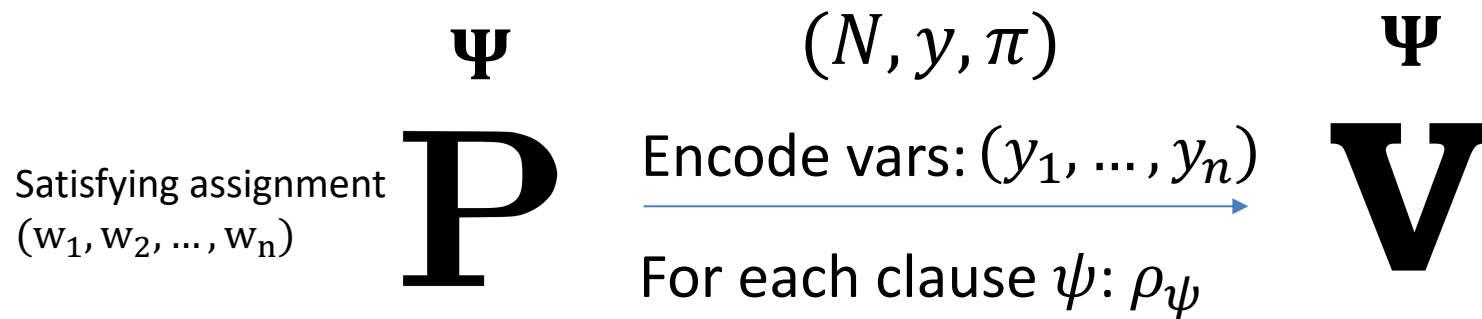 Ψ
(N, y, π)
Ψ
Satisfying assignment
(w₁, w₂, …, wₙ)
P
Encode vars: (y₁, …, yₙ)
For each clause ψ: ρ_ψ
V